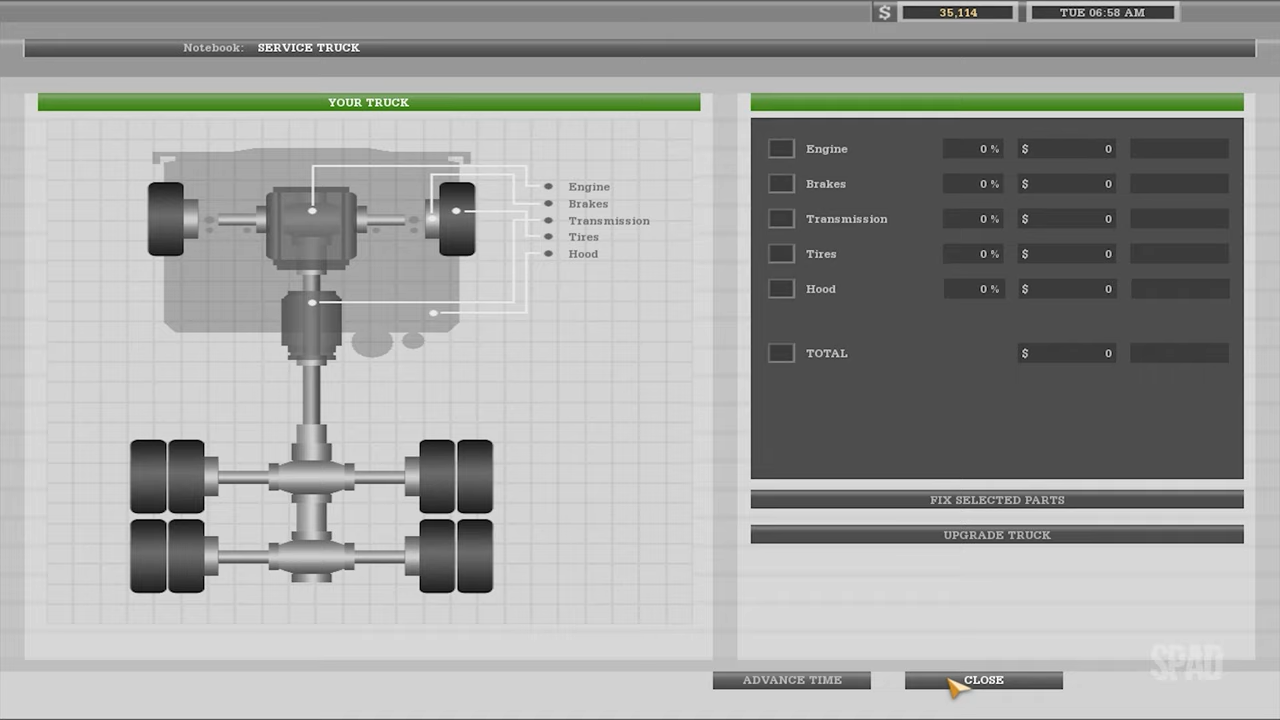 $ 35,114 TUE 06:58 AM
Notebook: SERVICE TRUCK
YOUR TRUCK
Engine
Brakes
Transmission
Tires
Hood
Engine 0 % $ 0
Brakes 0 % $ 0
Transmission 0 % $ 0
Tires 0 % $ 0
Hood 0 % $ 0
TOTAL $ 0
FIX SELECTED PARTS
UPGRADE TRUCK
SPAD
ADVANCE TIME CLOSE